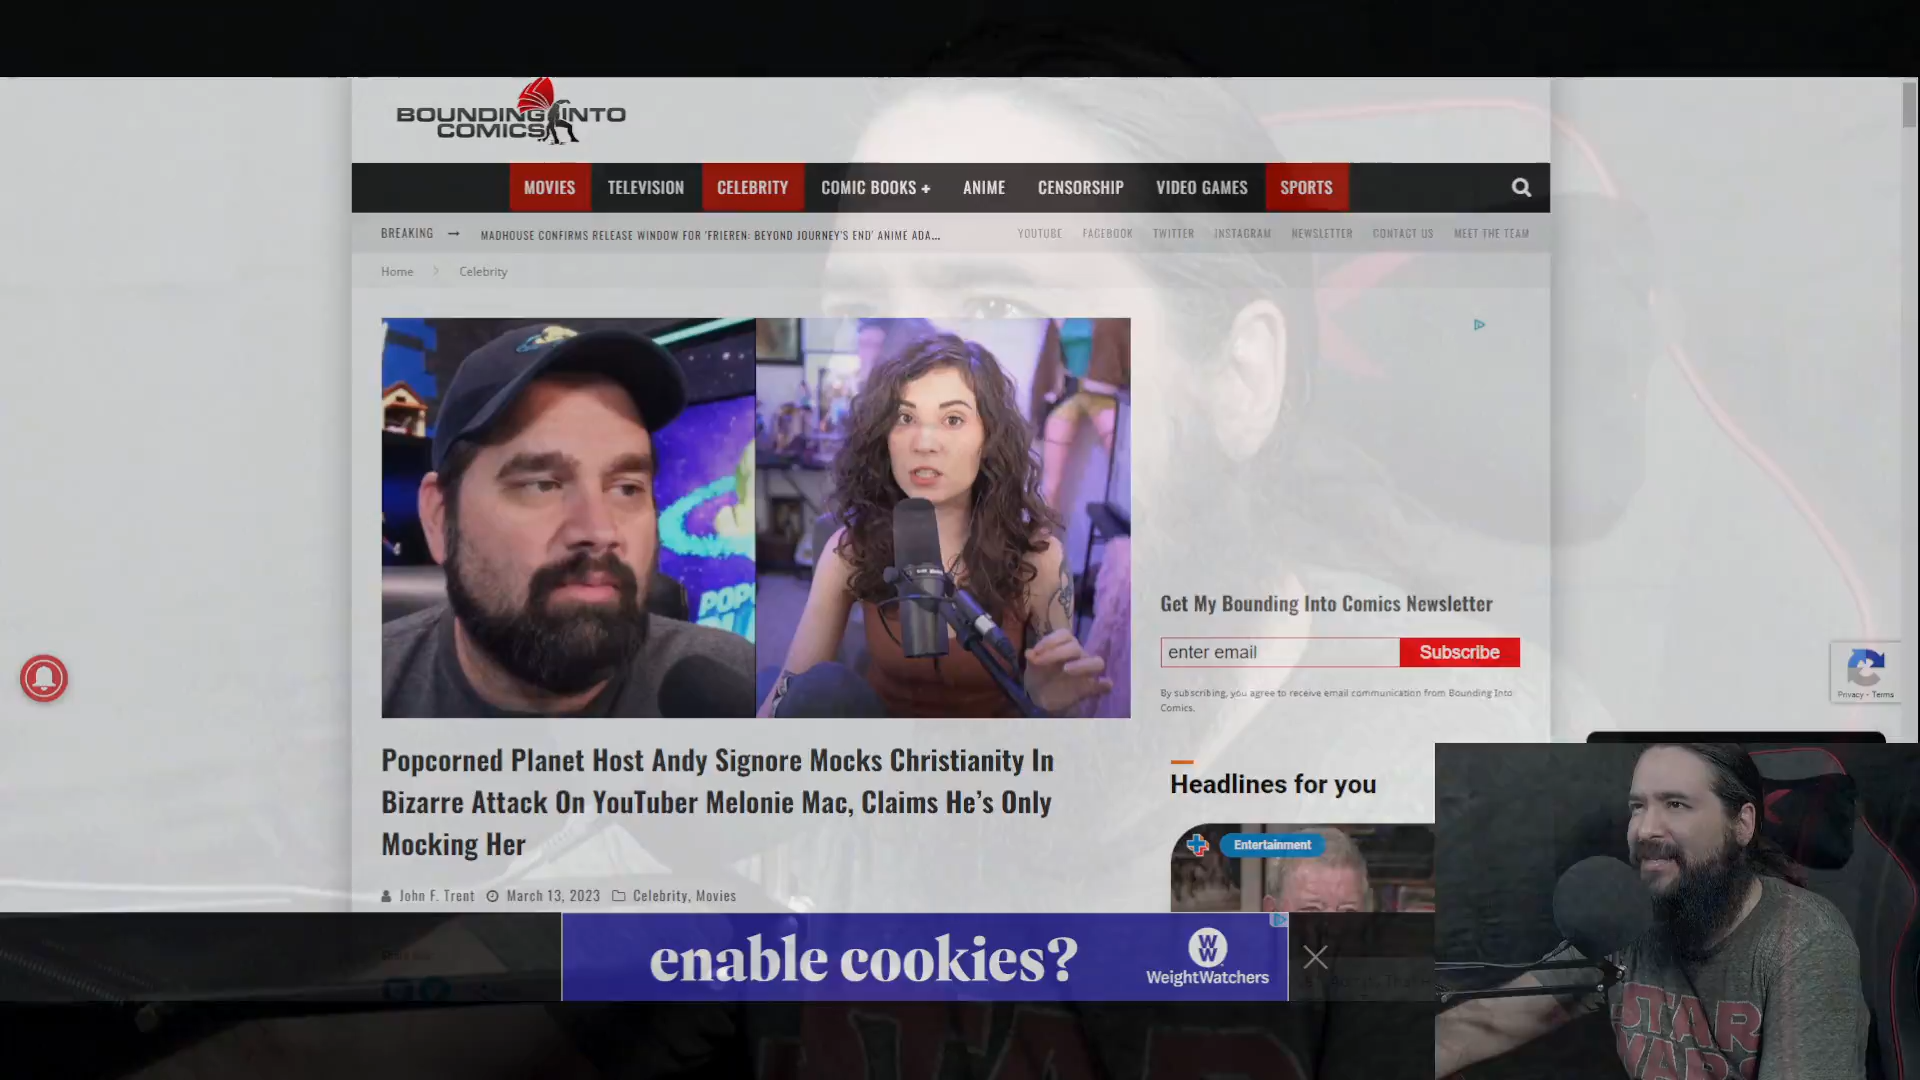 BOUNDING INTO
COMICS
MOVIES TELEVISION CELEBRITY COMIC BOOKS + ANIME CENSORSHIP VIDEO GAMES SPORTS
BREAKING → MADHOUSE CONFIRMS RELEASE WINDOW FOR 'FRIEREN: BEYOND JOURNEY'S END' ANIME ADA... YOUTUBE FACEBOOK TWITTER INSTAGRAM NEWSLETTER CONTACT US MEET THE TEAM
Home > Celebrity
Get My Bounding Into Comics Newsletter
enter email Subscribe
By subscribing, you agree to receive email communication from Bounding Into
Comics.
Privacy - Terms
Popcorned Planet Host Andy Signore Mocks Christianity In
Bizarre Attack On YouTuber Melonie Mac, Claims He's Only
Mocking Her
John F. Trent March 13, 2023 Celebrity, Movies
Headlines for you
Entertainment
enable cookies?
WW
WeightWatchers
STAR
WARS